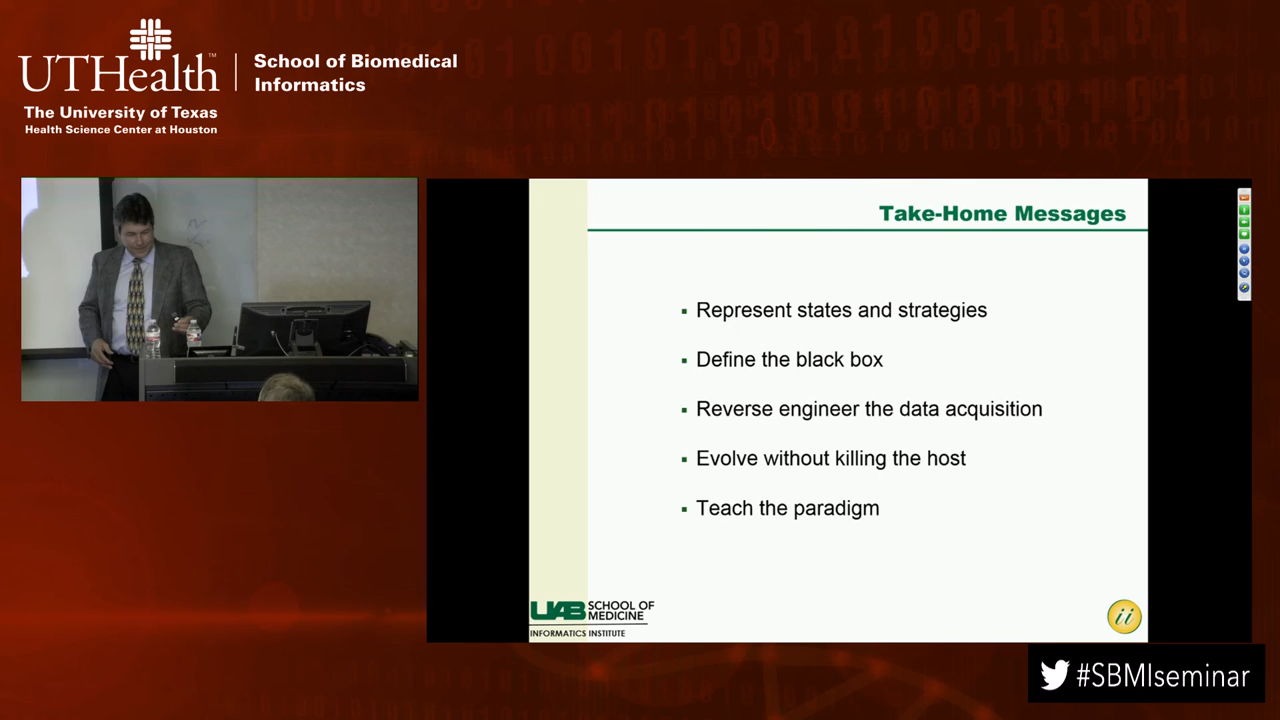 UTHealth™
The University of Texas
Health Science Center at Houston
School of Biomedical
Informatics
Take-Home Messages
▪ Represent states and strategies
▪ Define the black box
▪ Reverse engineer the data acquisition
▪ Evolve without killing the host
▪ Teach the paradigm
UAB SCHOOL OF
MEDICINE
INFORMATICS INSTITUTE
ii
#SBMIseminar